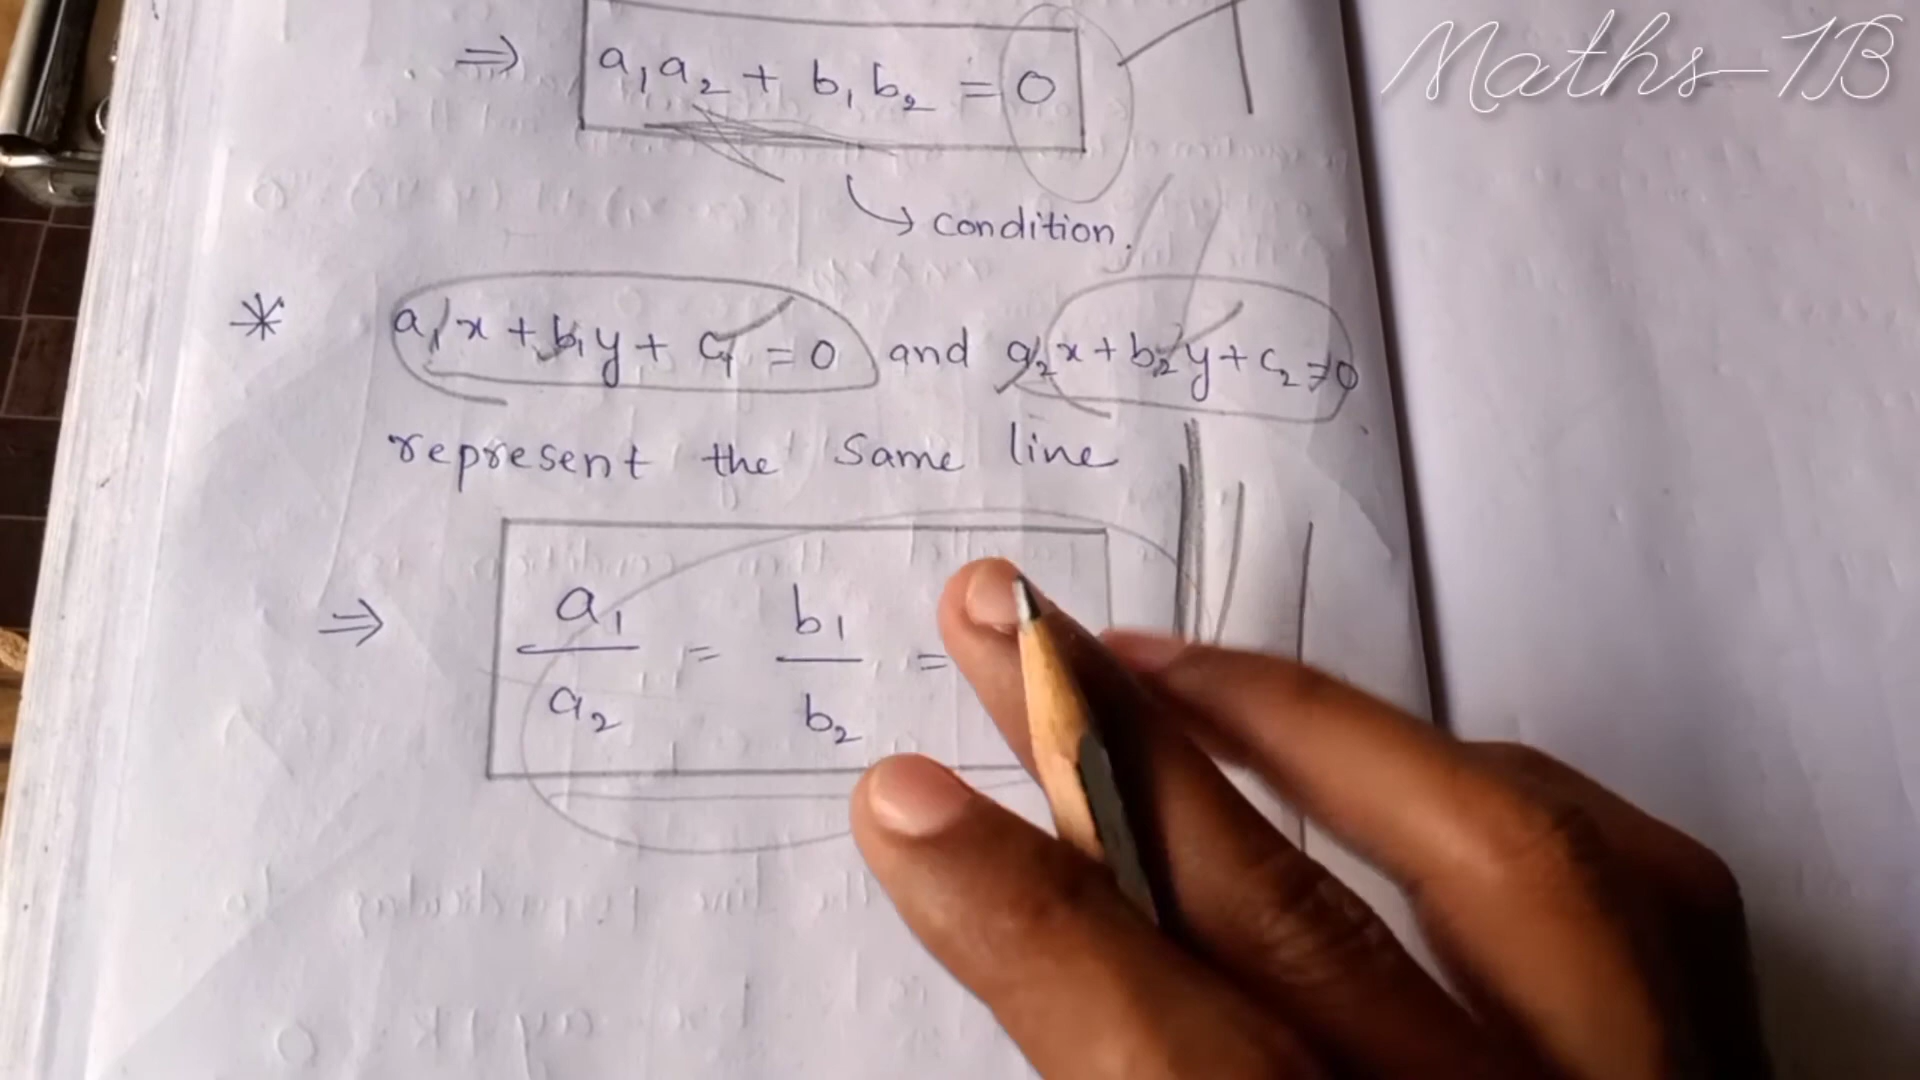 Maths-1B
⇒ a₁a₂ + b₁b₂ = 0
↳ condition.
* a₁x + b₁y + c₁ = 0 and a₂x + b₂y + c₂ = 0
represent the same line
⇒ a₁/a₂ = b₁/b₂ =